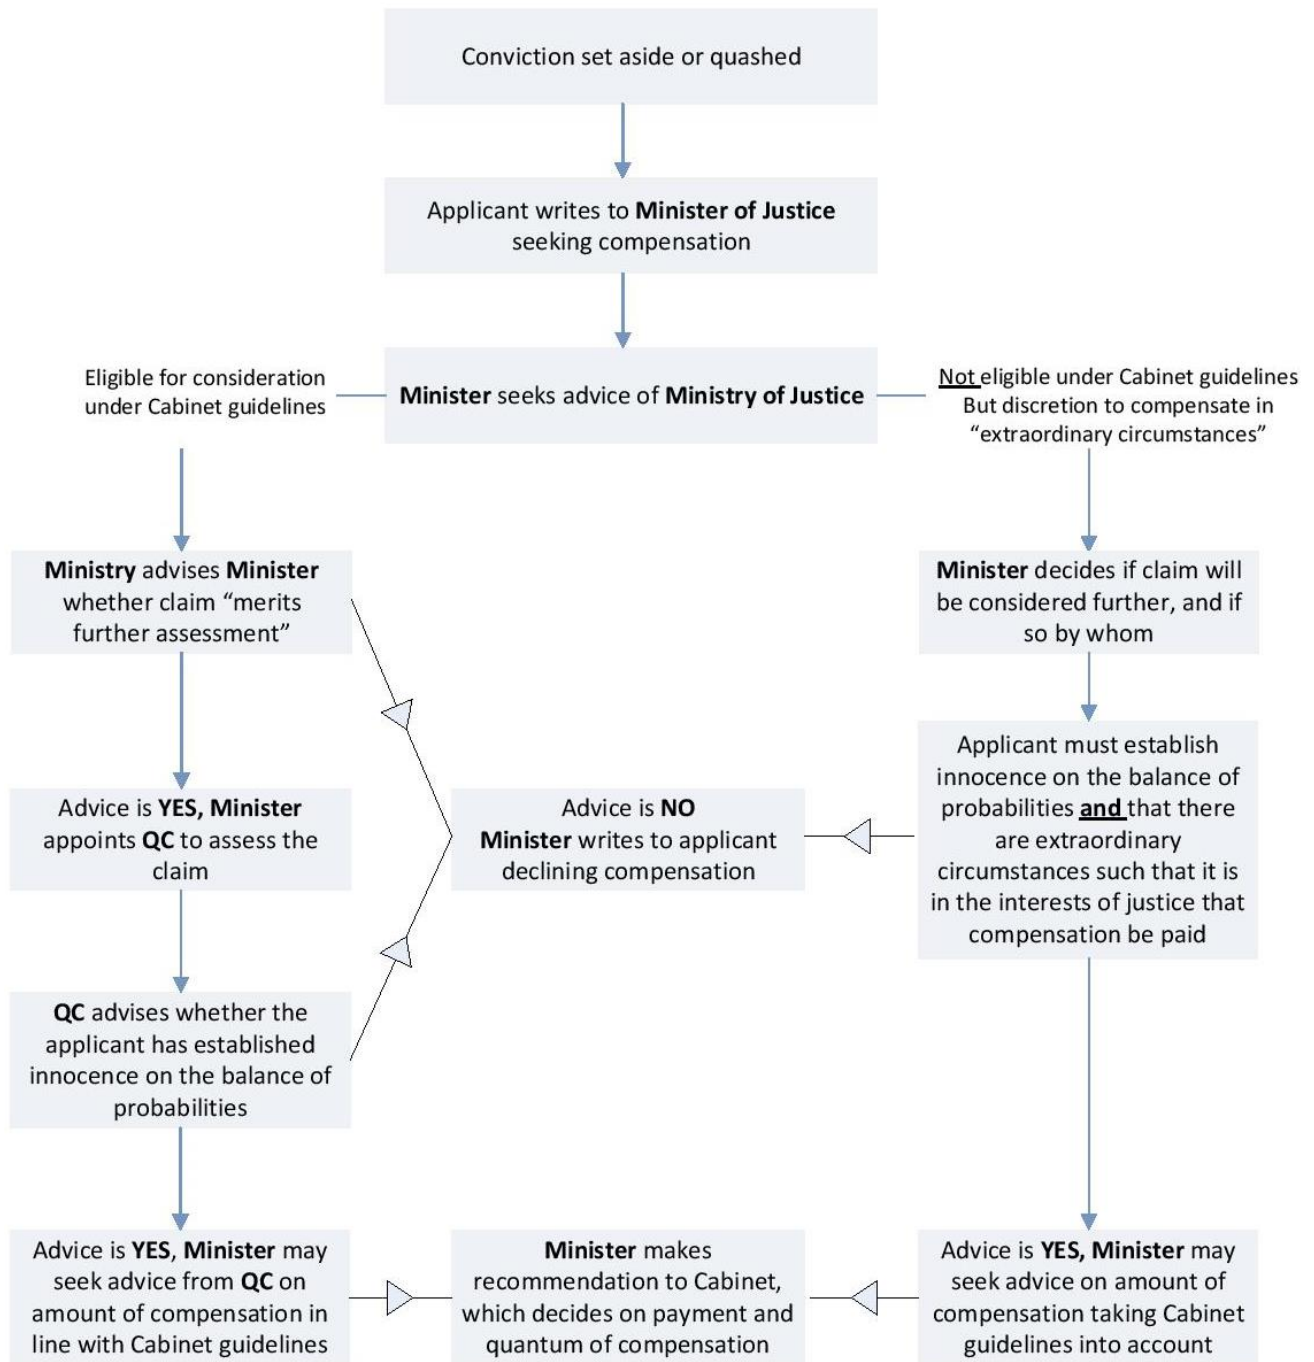 Conviction set aside or quashed
Applicant writes to Minister of Justice
seeking compensation
Eligible for consideration
under Cabinet guidelines
Minister seeks advice of Ministry of Justice
Not eligible under Cabinet guidelines
But discretion to compensate in
“extraordinary circumstances”
Ministry advises Minister
whether claim “merits
further assessment”
Minister decides if claim will
be considered further, and if
so by whom
Advice is YES, Minister
appoints QC to assess the
claim
Advice is NO
Minister writes to applicant
declining compensation
Applicant must establish
innocence on the balance of
probabilities and that there
are extraordinary
circumstances such that it is
in the interests of justice that
compensation be paid
QC advises whether the
applicant has established
innocence on the balance of
probabilities
Advice is YES, Minister may
seek advice from QC on
amount of compensation in
line with Cabinet guidelines
Minister makes
recommendation to Cabinet,
which decides on payment and
quantum of compensation
Advice is YES, Minister may
seek advice on amount of
compensation taking Cabinet
guidelines into account